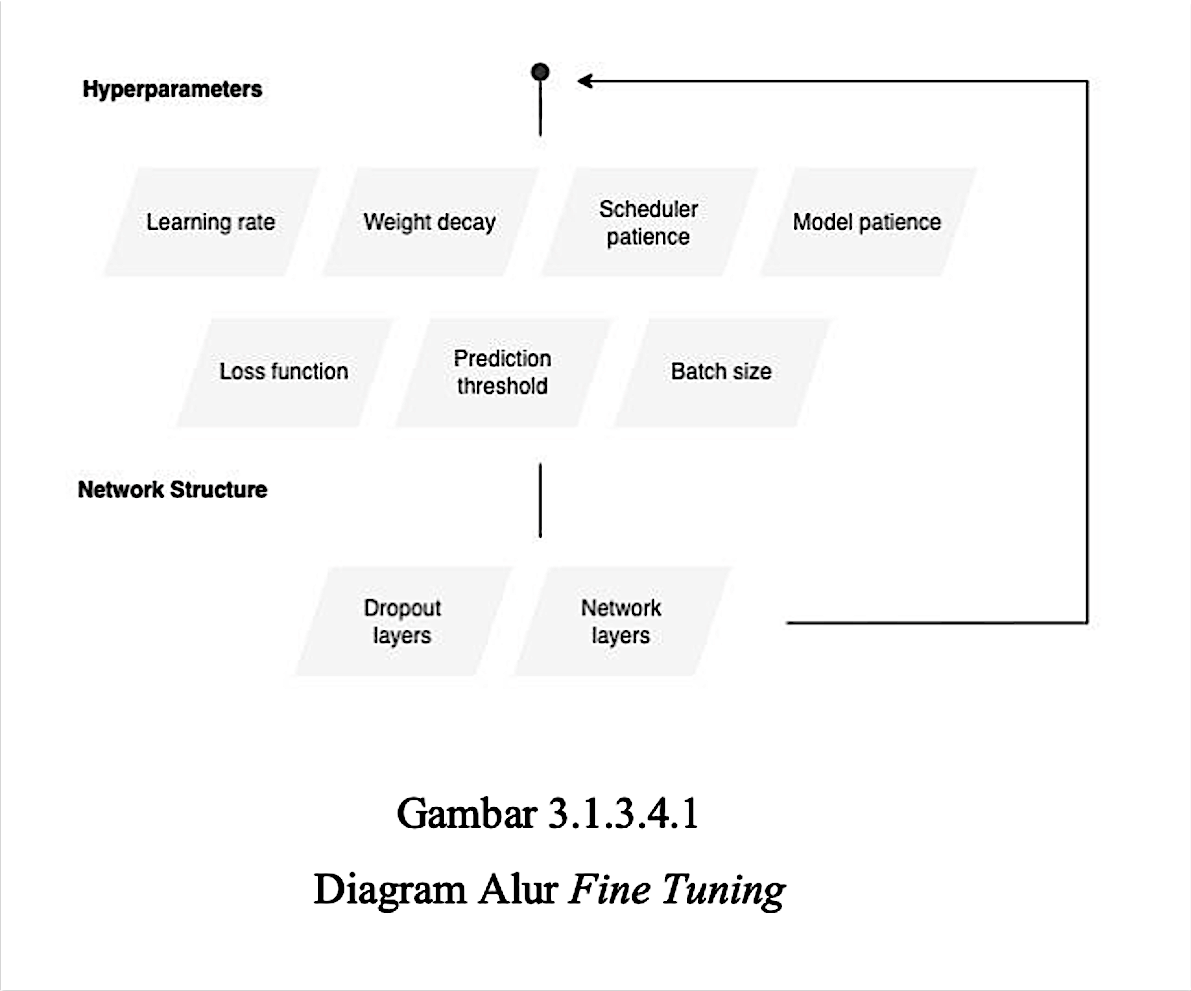 Hyperparameters
Learning rate
Weight decay
Scheduler
patience
Model patience
Loss function
Prediction
threshold
Batch size
Network Structure
Dropout
layers
Network
layers
Gambar 3.1.3.4.1
Diagram Alur Fine Tuning